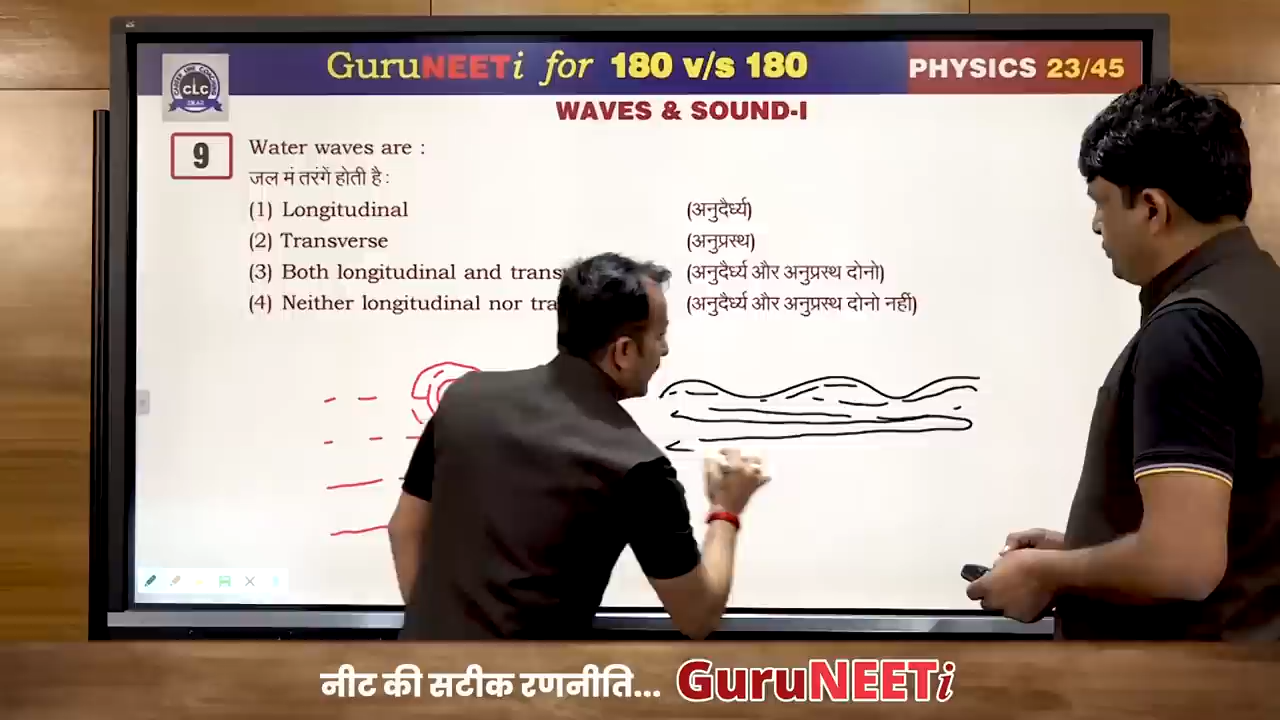 GuruNEETi for 180 v/s 180
PHYSICS 23/45
CLC
SIKAR
WAVES & SOUND-I
9
Water waves are :
जल मं तरंगें होती है :
(1) Longitudinal (अनुदैर्ध्य)
(2) Transverse (अनुप्रस्थ)
(3) Both longitudinal and (अनुदैर्ध्य और अनुप्रस्थ दोनो)
(4) Neither longitudinal nor (अनुदैर्ध्य और अनुप्रस्थ दोनो नहीं)
नीट की सटीक रणनीति... GuruNEETi